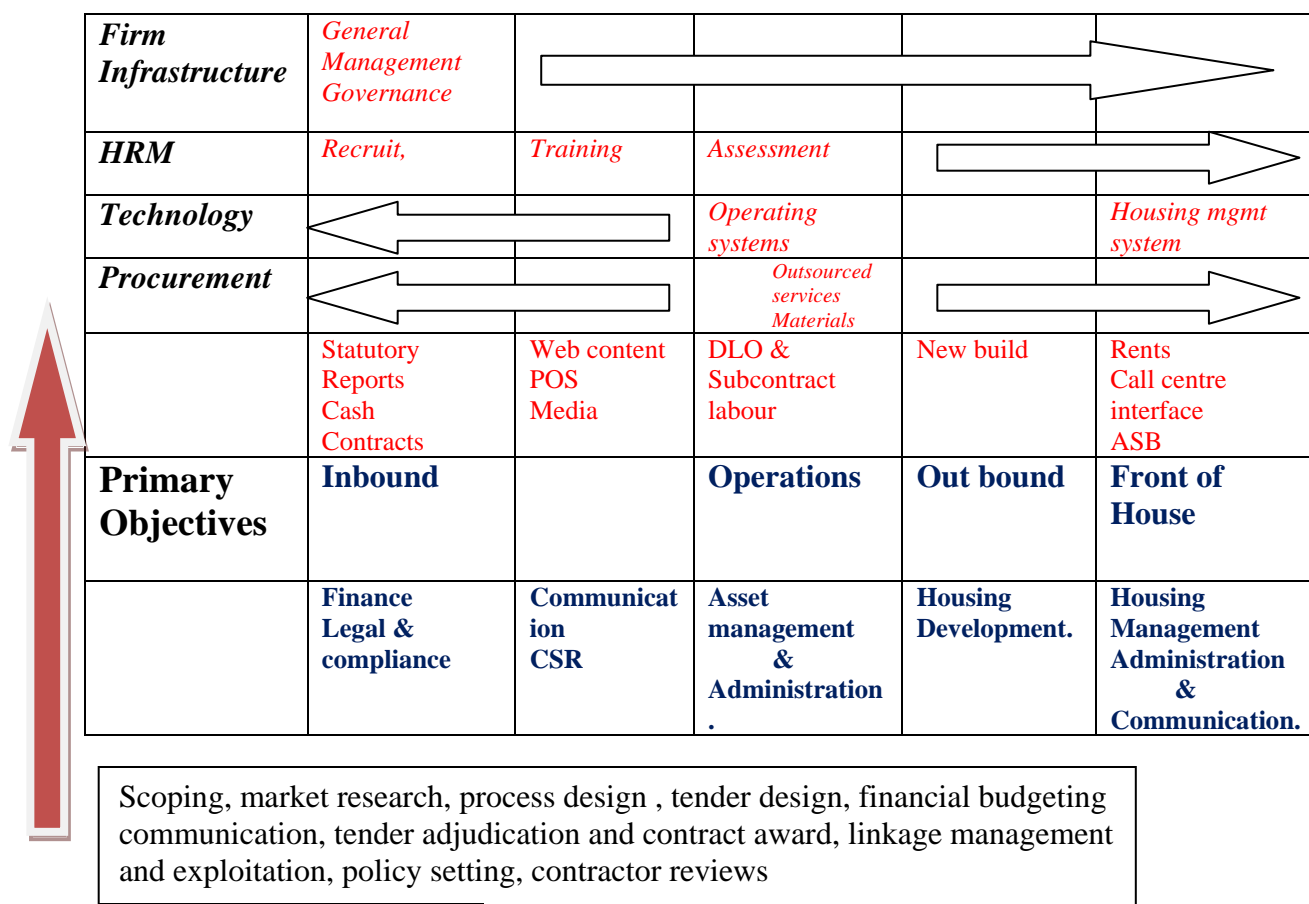 Firm
Infrastructure
General
Management
Governance
HRM
Recruit,
Training
Assessment
Technology
Operating
systems
Housing mgmt
system
Procurement
Outsourced
services
Materials
Statutory
Reports
Cash
Contracts
Web content
POS
Media
DLO &
Subcontract
labour
New build
Rents
Call centre
interface
ASB
Primary
Objectives
Inbound
Operations
Out bound
Front of
House
Finance
Legal &
compliance
Communicat
ion
CSR
Asset
management
&
Administration
.
Housing
Development.
Housing
Management
Administration
&
Communication.
Scoping, market research, process design , tender design, financial budgeting
communication, tender adjudication and contract award, linkage management
and exploitation, policy setting, contractor reviews